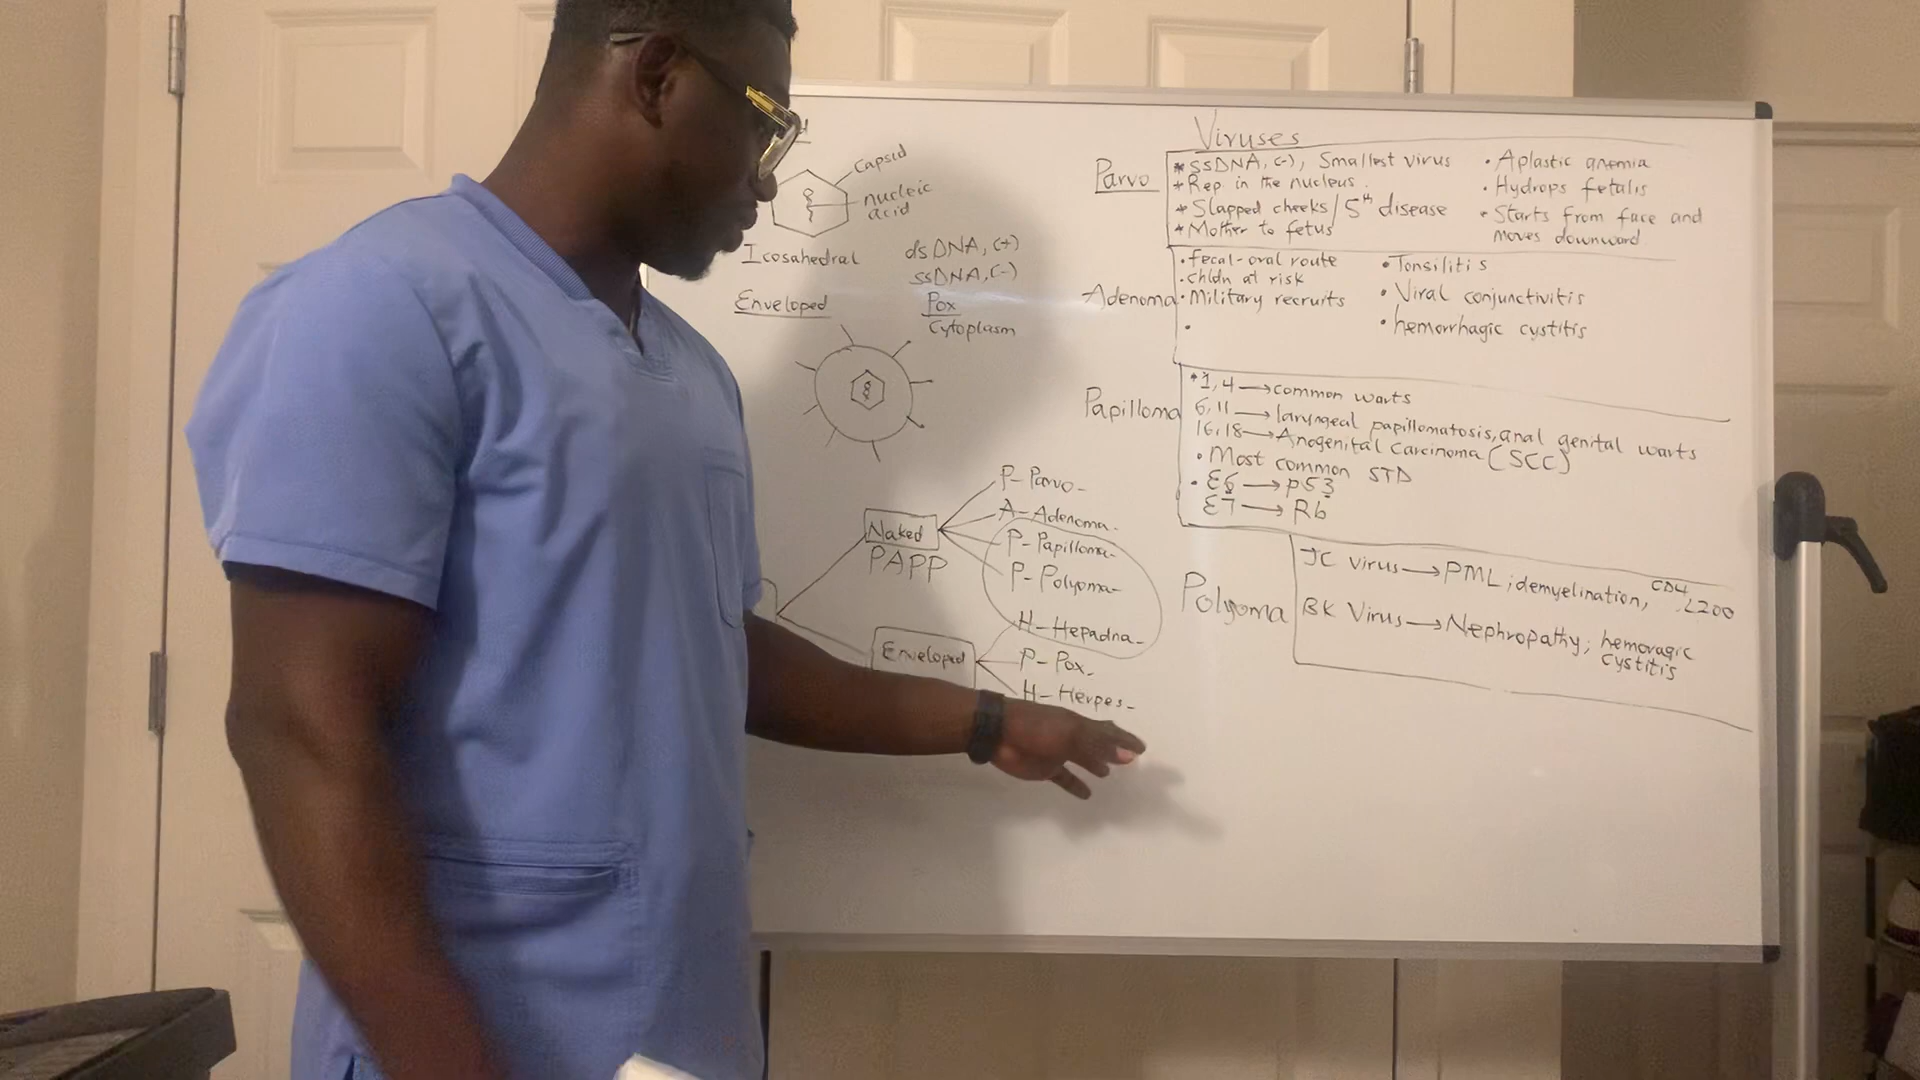 Capsid
nucleic
acid
Icosahedral
dsDNA, (+)
ssDNA, (-)
Enveloped
Pox
Cytoplasm
P- Parvo-
A- Adenoma-
Naked
P- Papilloma-
PAPP
P- Polyoma-
H- Hepadna-
Enveloped
P- Pox-
H- Herpes-
Viruses
Parvo
* ssDNA, (-), Smallest virus
* Rep in the nucleus.
* Slapped cheeks/5th disease
* Mother to fetus
• Aplastic anemia
• Hydrops fetalis
• Starts from face and
moves downward
Adenoma
• fecal-oral route
• chldn at risk
• Military recruits
•
• Tonsilitis
• Viral conjunctivitis
• hemorrhagic cystitis
Papilloma
* 1, 4 → common warts
6, 11 → laryngeal papillomatosis, anal genital warts
16, 18 → Anogenital carcinoma (SCC)
• Most common STD
• E6 → p53
E7 → Rb
Polyoma
JC virus → PML; demyelination, CD4 <200
BK Virus → Nephropathy; hemoragic
cystitis